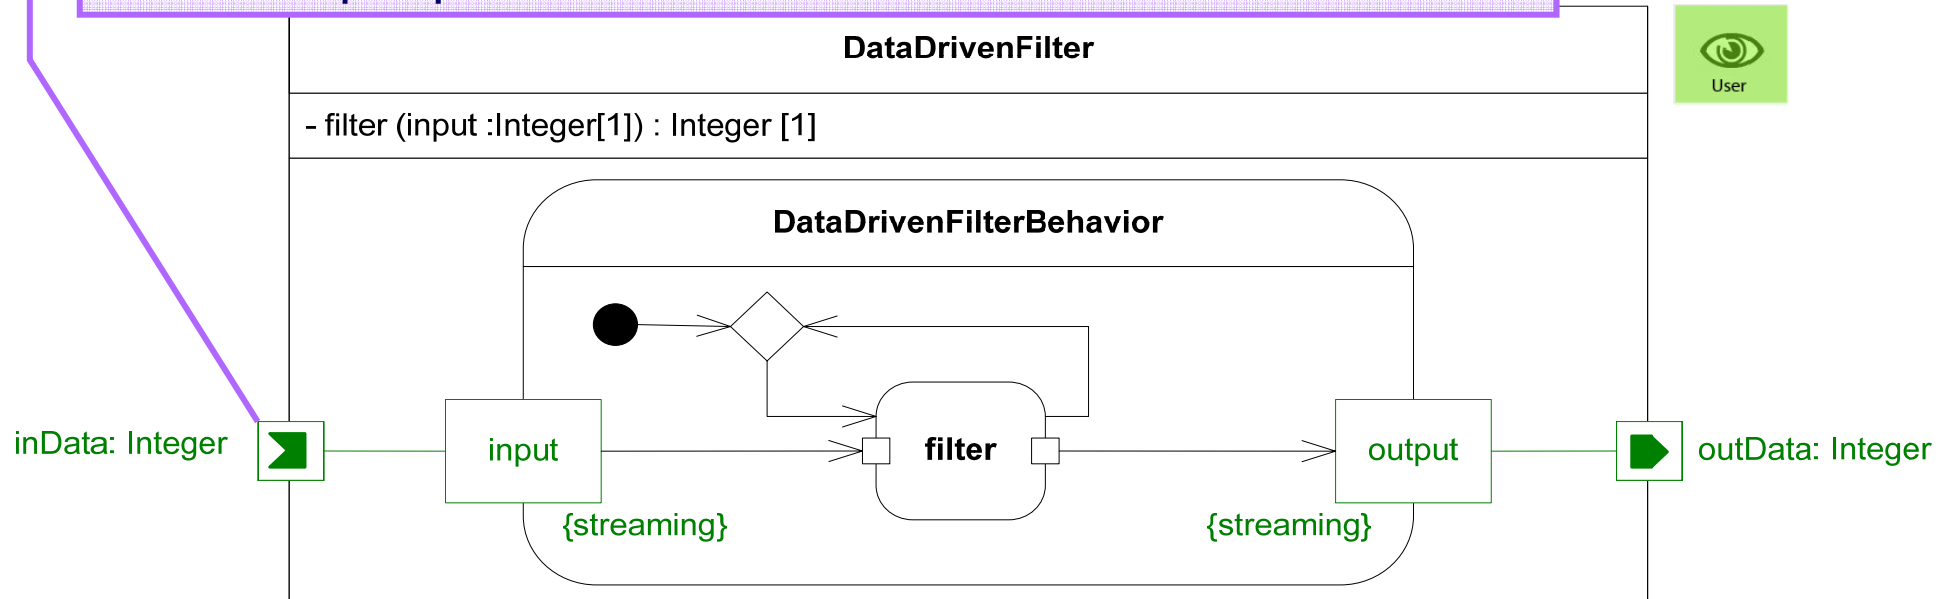 DataDrivenFilter
User
- filter (input :Integer[1]) : Integer [1]
DataDrivenFilterBehavior
inData: Integer
input
filter
output
outData: Integer
{streaming}
{streaming}